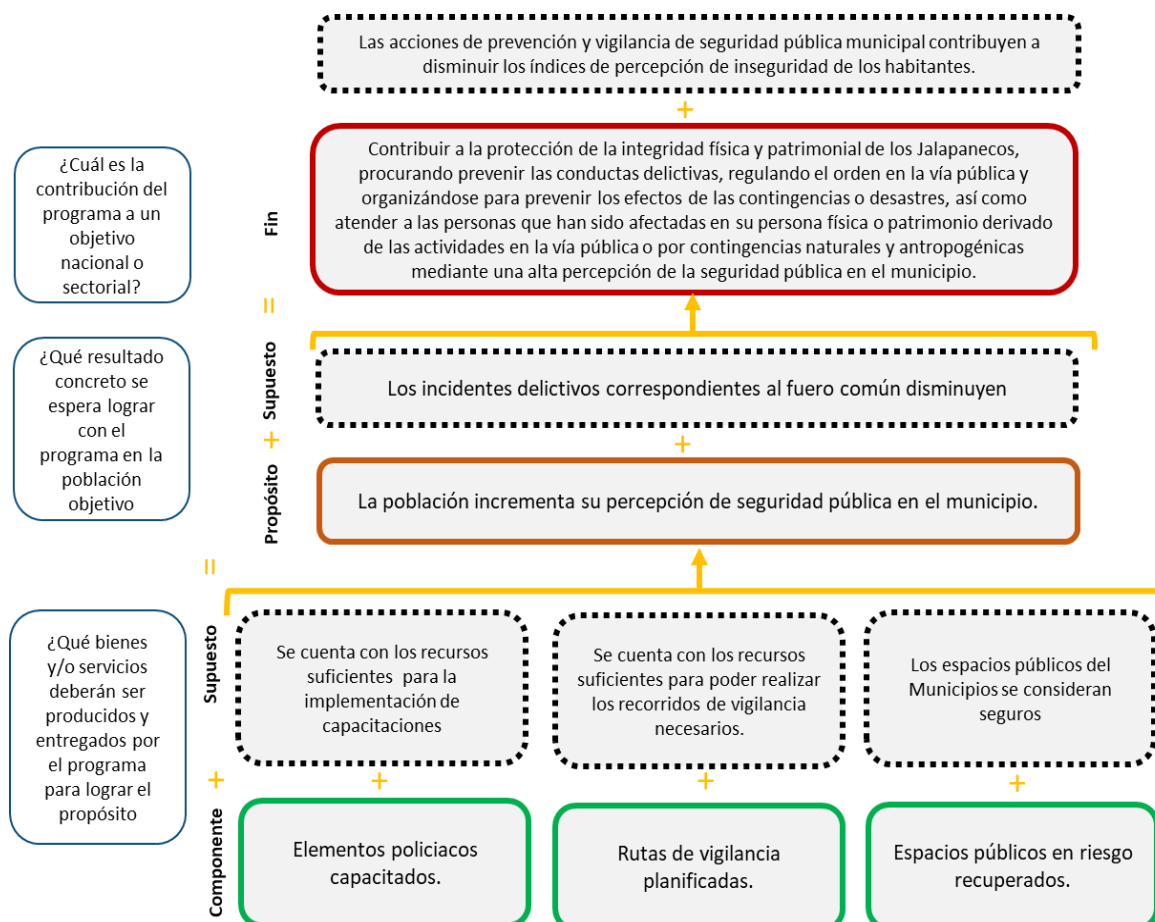 Las acciones de prevención y vigilancia de seguridad pública municipal contribuyen a
disminuir los índices de percepción de inseguridad de los habitantes.
+
¿Cuál es la
contribución del
programa a un
objetivo
nacional o
sectorial?
Fin
Contribuir a la protección de la integridad física y patrimonial de los Jalapanecos,
procurando prevenir las conductas delictivas, regulando el orden en la vía pública y
organizándose para prevenir los efectos de las contingencias o desastres, así como
atender a las personas que han sido afectadas en su persona física o patrimonio derivado
de las actividades en la vía pública o por contingencias naturales y antropogénicas
mediante una alta percepción de la seguridad pública en el municipio.
=
¿Qué resultado
concreto se
espera lograr
con el
programa en la
población
objetivo
Supuesto
Los incidentes delictivos correspondientes al fuero común disminuyen
+
+
Propósito
La población incrementa su percepción de seguridad pública en el municipio.
=
¿Qué bienes
y/o servicios
deberán ser
producidos y
entregados por
el programa
para lograr el
propósito
Supuesto
Se cuenta con los recursos
suficientes para la
implementación de
capacitaciones
Se cuenta con los recursos
suficientes para poder realizar
los recorridos de vigilancia
necesarios.
Los espacios públicos del
Municipios se consideran
seguros
+
+
+
+
Componente
Elementos policiacos
capacitados.
Rutas de vigilancia
planificadas.
Espacios públicos en riesgo
recuperados.